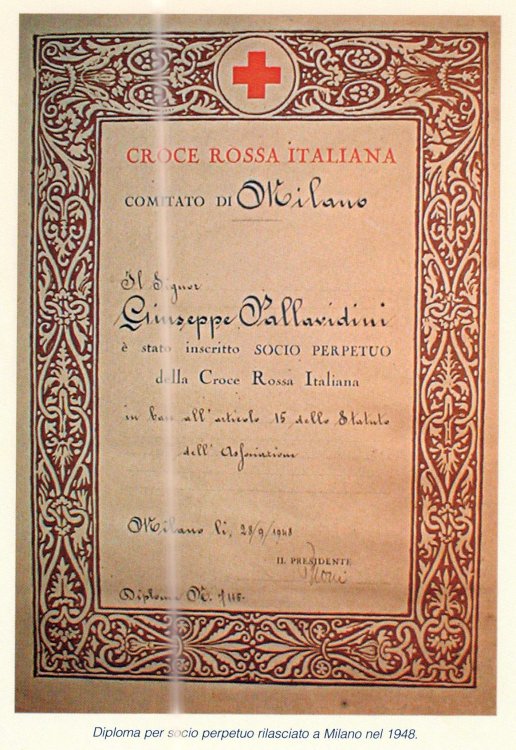 CROCE ROSSA ITALIANA
COMITATO DI Milano
Il Signor
Giuseppe Pallavidini
è stato inscritto SOCIO PERPETUO
della Croce Rossa Italiana
in base all'articolo 15 dello Statuto
dell'Associazione
Milano li, 28/9/1948
IL PRESIDENTE
Diploma N.
Diploma per socio perpetuo rilasciato a Milano nel 1948.